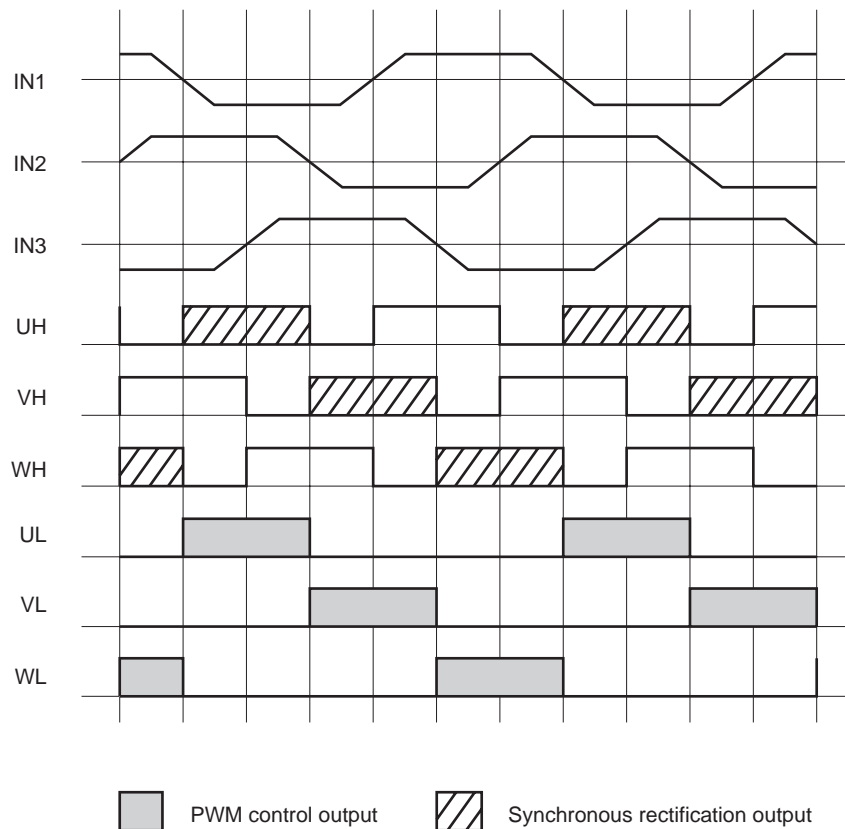 IN1
IN2
IN3
UH
VH
WH
UL
VL
WL
PWM control output
Synchronous rectification output